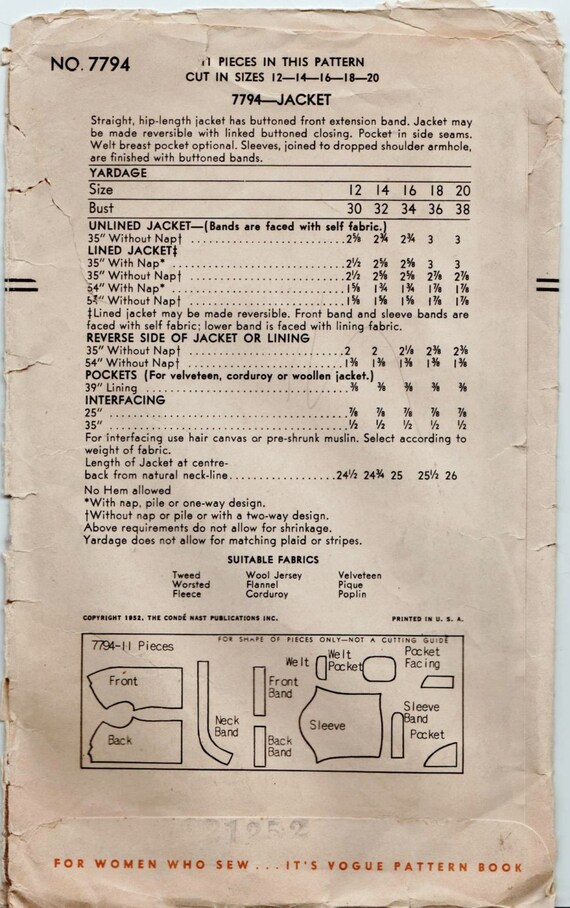 NO. 7794
11 PIECES IN THIS PATTERN
CUT IN SIZES 12—14—16—18—20
7794—JACKET
Straight, hip-length jacket has buttoned front extension band. Jacket may
be made reversible with linked buttoned closing. Pocket in side seams.
Welt breast pocket optional. Sleeves, joined to dropped shoulder armhole,
are finished with buttoned bands.
YARDAGE
Size 12 14 16 18 20
Bust 30 32 34 36 38
UNLINED JACKET—(Bands are faced with self fabric.)
35" Without Nap† 2⅝ 2¾ 2¾ 3 3
LINED JACKET‡
35" With Nap* 2½ 2⅝ 2⅝ 3 3
35" Without Nap† 2½ 2⅝ 2⅝ 2⅞ 2⅞
54" With Nap* 1⅝ 1¾ 1¾ 1⅞ 1⅞
54" Without Nap† 1⅝ 1⅝ 1⅝ 1⅞ 1⅞
‡Lined jacket may be made reversible. Front band and sleeve bands are
faced with self fabric; lower band is faced with lining fabric.
REVERSE SIDE OF JACKET OR LINING
35" Without Nap† 2 2 2⅛ 2⅜ 2⅜
54" Without Nap† 1⅜ 1⅜ 1⅜ 1⅜ 1⅜
POCKETS (For velveteen, corduroy or woollen jacket.)
39" Lining ⅜ ⅜ ⅜ ⅜ ⅜
INTERFACING
25" ⅞ ⅞ ⅞ ⅞ ⅞
35" ½ ½ ½ ½ ½
For interfacing use hair canvas or pre-shrunk muslin. Select according to
weight of fabric.
Length of Jacket at centre-
back from natural neck-line 24½ 24¾ 25 25½ 26
No Hem allowed
*With nap, pile or one-way design.
†Without nap or pile or with a two-way design.
Above requirements do not allow for shrinkage.
Yardage does not allow for matching plaid or stripes.
SUITABLE FABRICS
Tweed Wool Jersey Velveteen
Worsted Flannel Pique
Fleece Corduroy Poplin
COPYRIGHT 1952, THE CONDÉ NAST PUBLICATIONS INC. PRINTED IN U. S. A.
7794-11 Pieces
FOR SHAPE OF PIECES ONLY—NOT A CUTTING GUIDE
Front
Back
Neck
Band
Front
Band
Back
Band
Welt
Welt
Pocket
Sleeve
Pocket
Facing
Sleeve
Band
Pocket
FOR WOMEN WHO SEW . . . IT'S VOGUE PATTERN BOOK